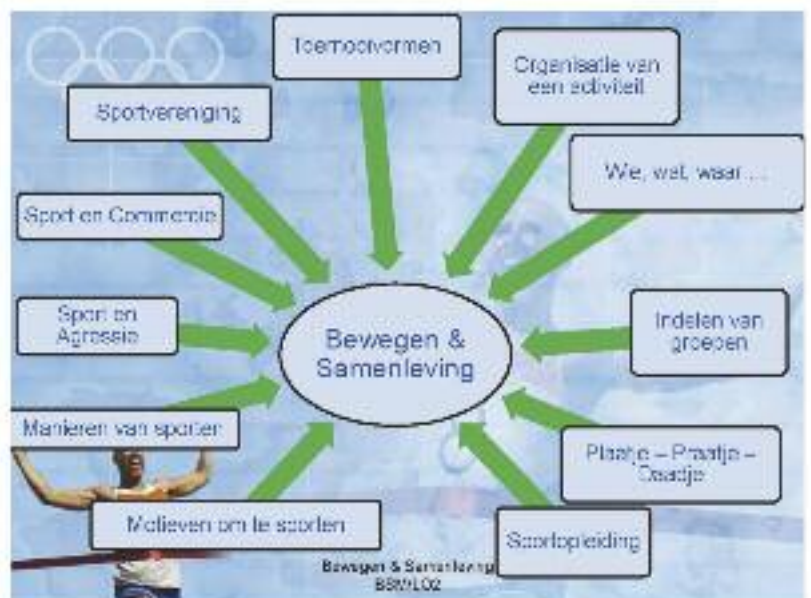 Toernooivormen
Organisatie van
een activiteit
Sportvereniging
Wie, wat, waar ...
Sport en Commercie
Sport en
Agressie
Bewegen &
Samenleving
Indelen van
groepen
Manieren van sporten
Plaatje – Praatje –
Daadje
Motieven om te sporten
Sportopleiding
Bewegen & Samenleving
BSM/LO2